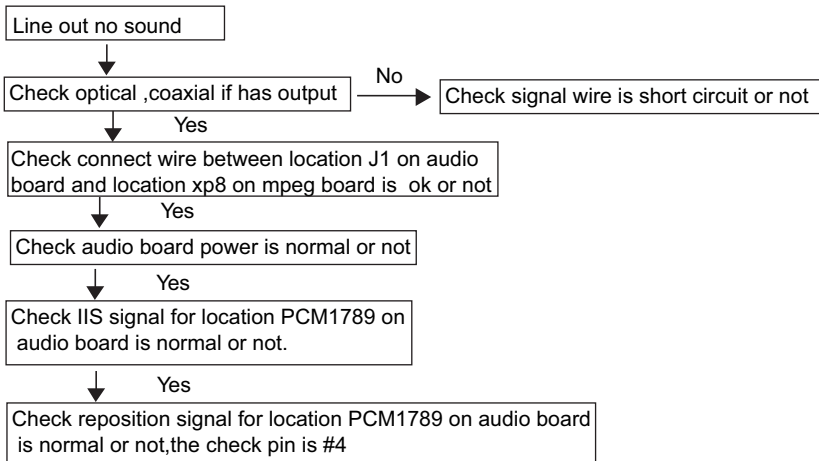 Line out no sound
Check optical ,coaxial if has output
No
Check signal wire is short circuit or not
Yes
Check connect wire between location J1 on audio
board and location xp8 on mpeg board is  ok or not
Yes
Check audio board power is normal or not
Yes
Check IIS signal for location PCM1789 on
audio board is normal or not.
Yes
Check reposition signal for location PCM1789 on audio board
is normal or not,the check pin is #4